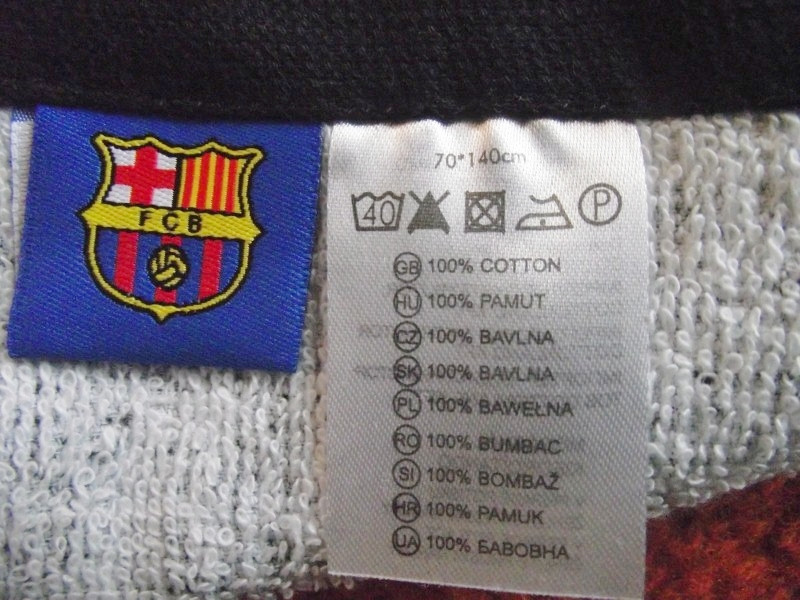 FCB
70*140cm
40 P
GB 100% COTTON
HU 100% PAMUT
CZ 100% BAVLNA
SK 100% BAVLNA
PL 100% BAWEŁNA
RO 100% BUMBAC
SI 100% BOMBAŽ
HR 100% PAMUK
UA 100% БАВОВНА